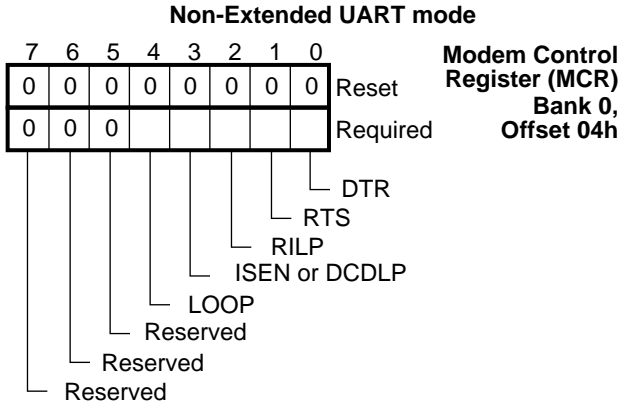 Non-Extended UART mode
7 6 5 4 3 2 1 0
Modem Control
Register (MCR)
Bank 0,
Offset 04h
0 0 0 0 0 0 0 0 Reset
0 0 0 Required
DTR
RTS
RILP
ISEN or DCDLP
LOOP
Reserved
Reserved
Reserved